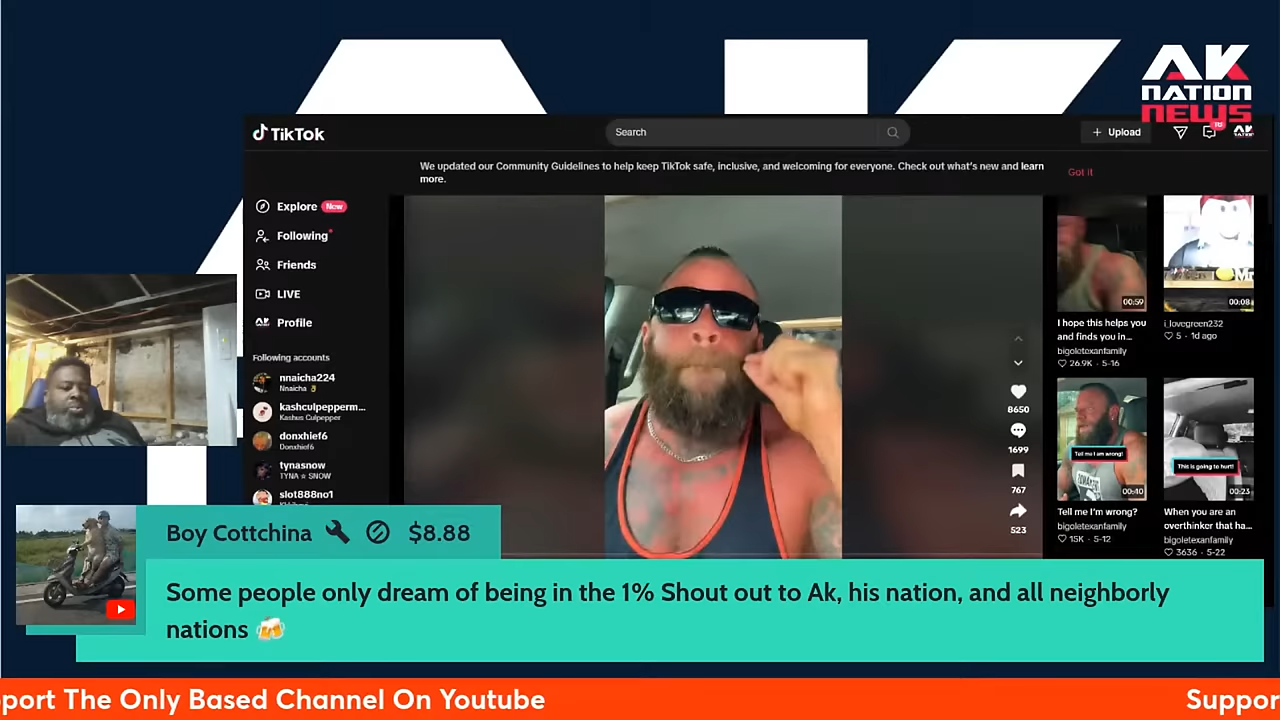 AK
NATION
NEWS
TikTok
Search
+ Upload
We updated our Community Guidelines to help keep TikTok safe, inclusive, and welcoming for everyone. Check out what's new and learn
more.
Got it
Explore New
Following
Friends
LIVE
Profile
Following accounts
nnaicha224
Nnaicha
kashculpepperm...
Kashus Culpepper
donxhief6
Donxhief6
tynasnow
TYNA ☆ SNOW
slot888no1
8650
1699
767
523
00:59
I hope this helps you
and finds you in...
bigoletexanfamily
26.9K · 5-16
00:08
i_lovegreen232
5 · 1d ago
Tell me I am wrong!
00:40
Tell me I'm wrong?
bigoletexanfamily
15K · 5-12
This is going to hurt!
00:23
When you are an
overthinker that ha...
bigoletexanfamily
3636 · 5-22
Boy Cottchina 🔧 $8.88
Some people only dream of being in the 1% Shout out to Ak, his nation, and all neighborly
nations 🍻
pport The Only Based Channel On Youtube
Suppor